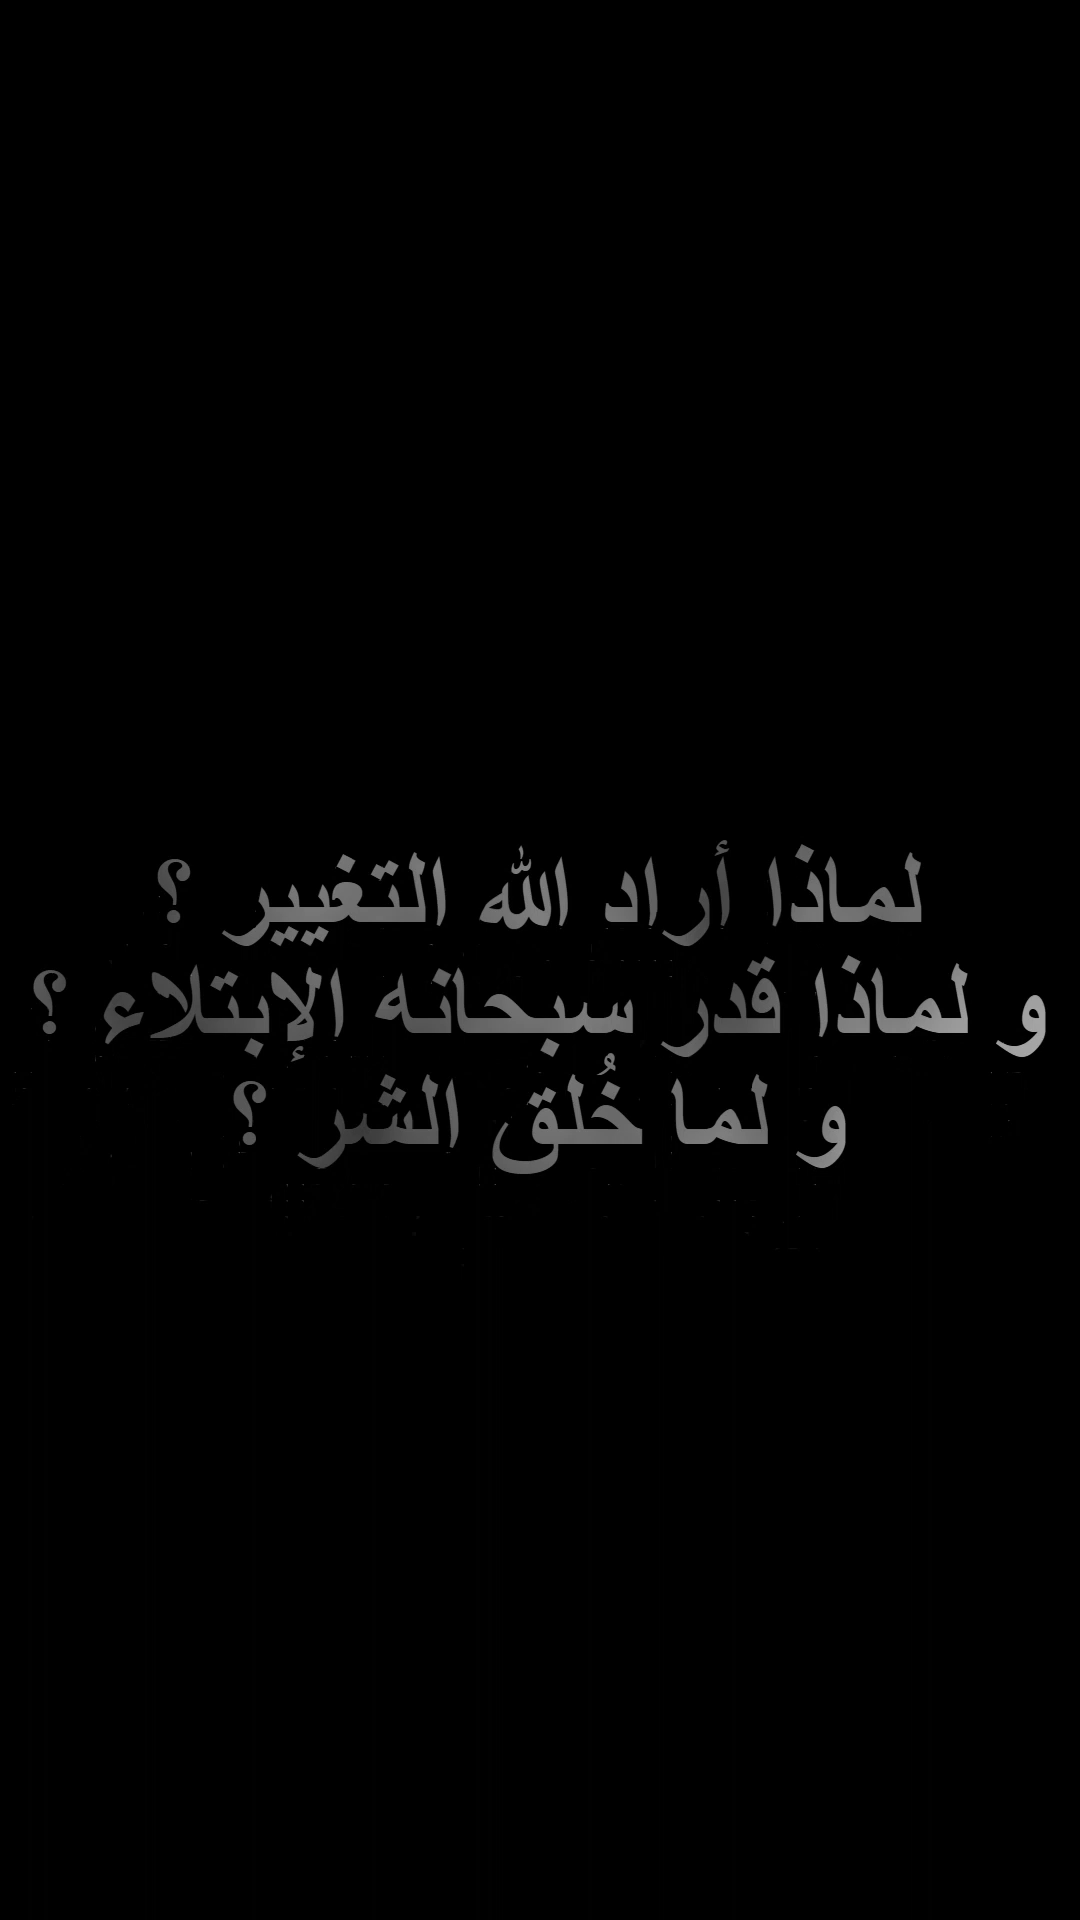 لماذا أراد الله التغيير ؟
و لماذا قدر سبحانه الإبتلاء ؟
و لما خُلق الشر ؟